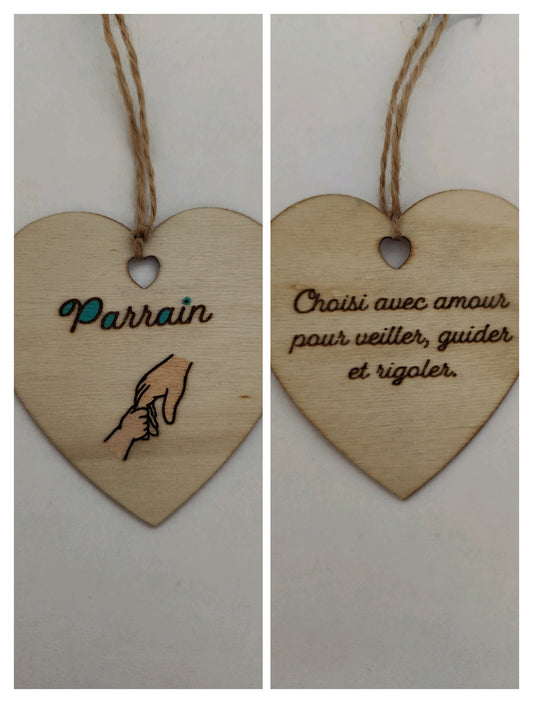 Parrain
Choisi avec amour
pour veiller, guider
et rigoler.